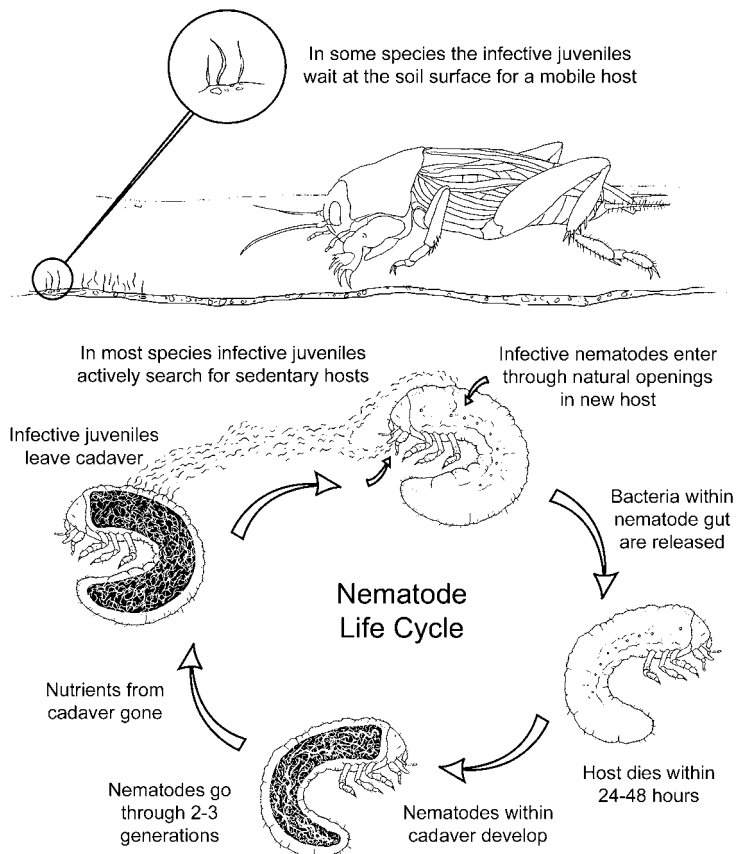 In some species the infective juveniles
wait at the soil surface for a mobile host
In most species infective juveniles
actively search for sedentary hosts
Infective nematodes enter
through natural openings
in new host
Infective juveniles
leave cadaver
Bacteria within
nematode gut
are released
Nematode
Life Cycle
Nutrients from
cadaver gone
Host dies within
24-48 hours
Nematodes go
through 2-3
generations
Nematodes within
cadaver develop